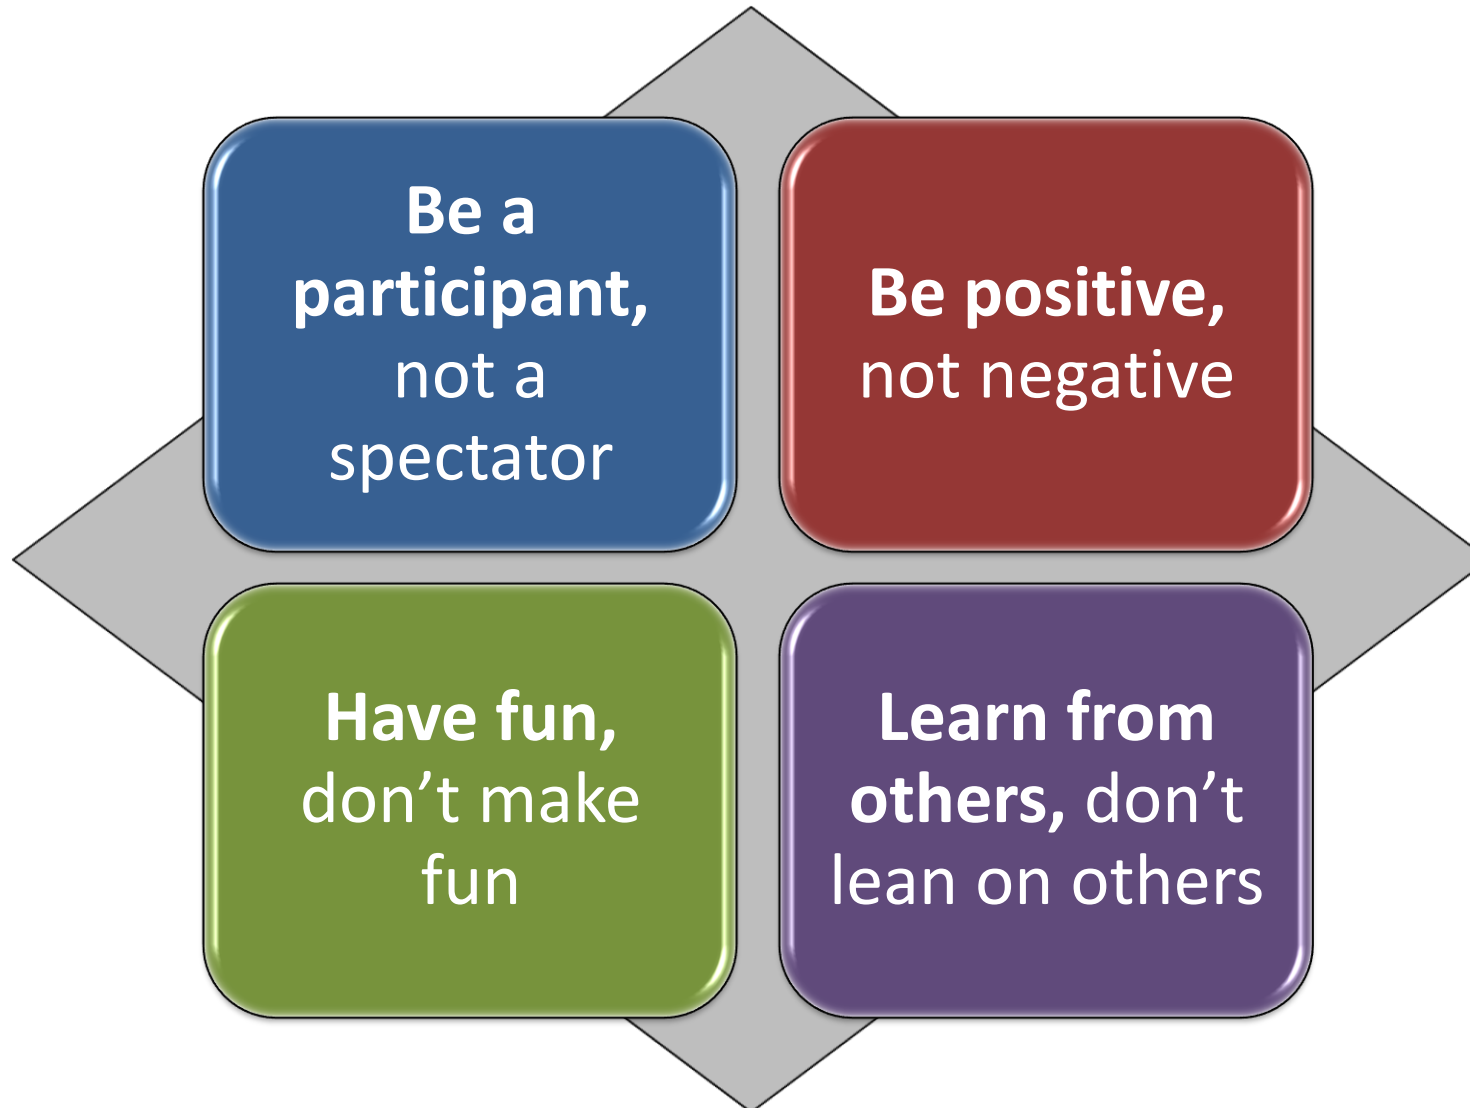 Be a
participant,
not a
spectator
Be positive,
not negative
Have fun,
don’t make
fun
Learn from
others, don’t
lean on others